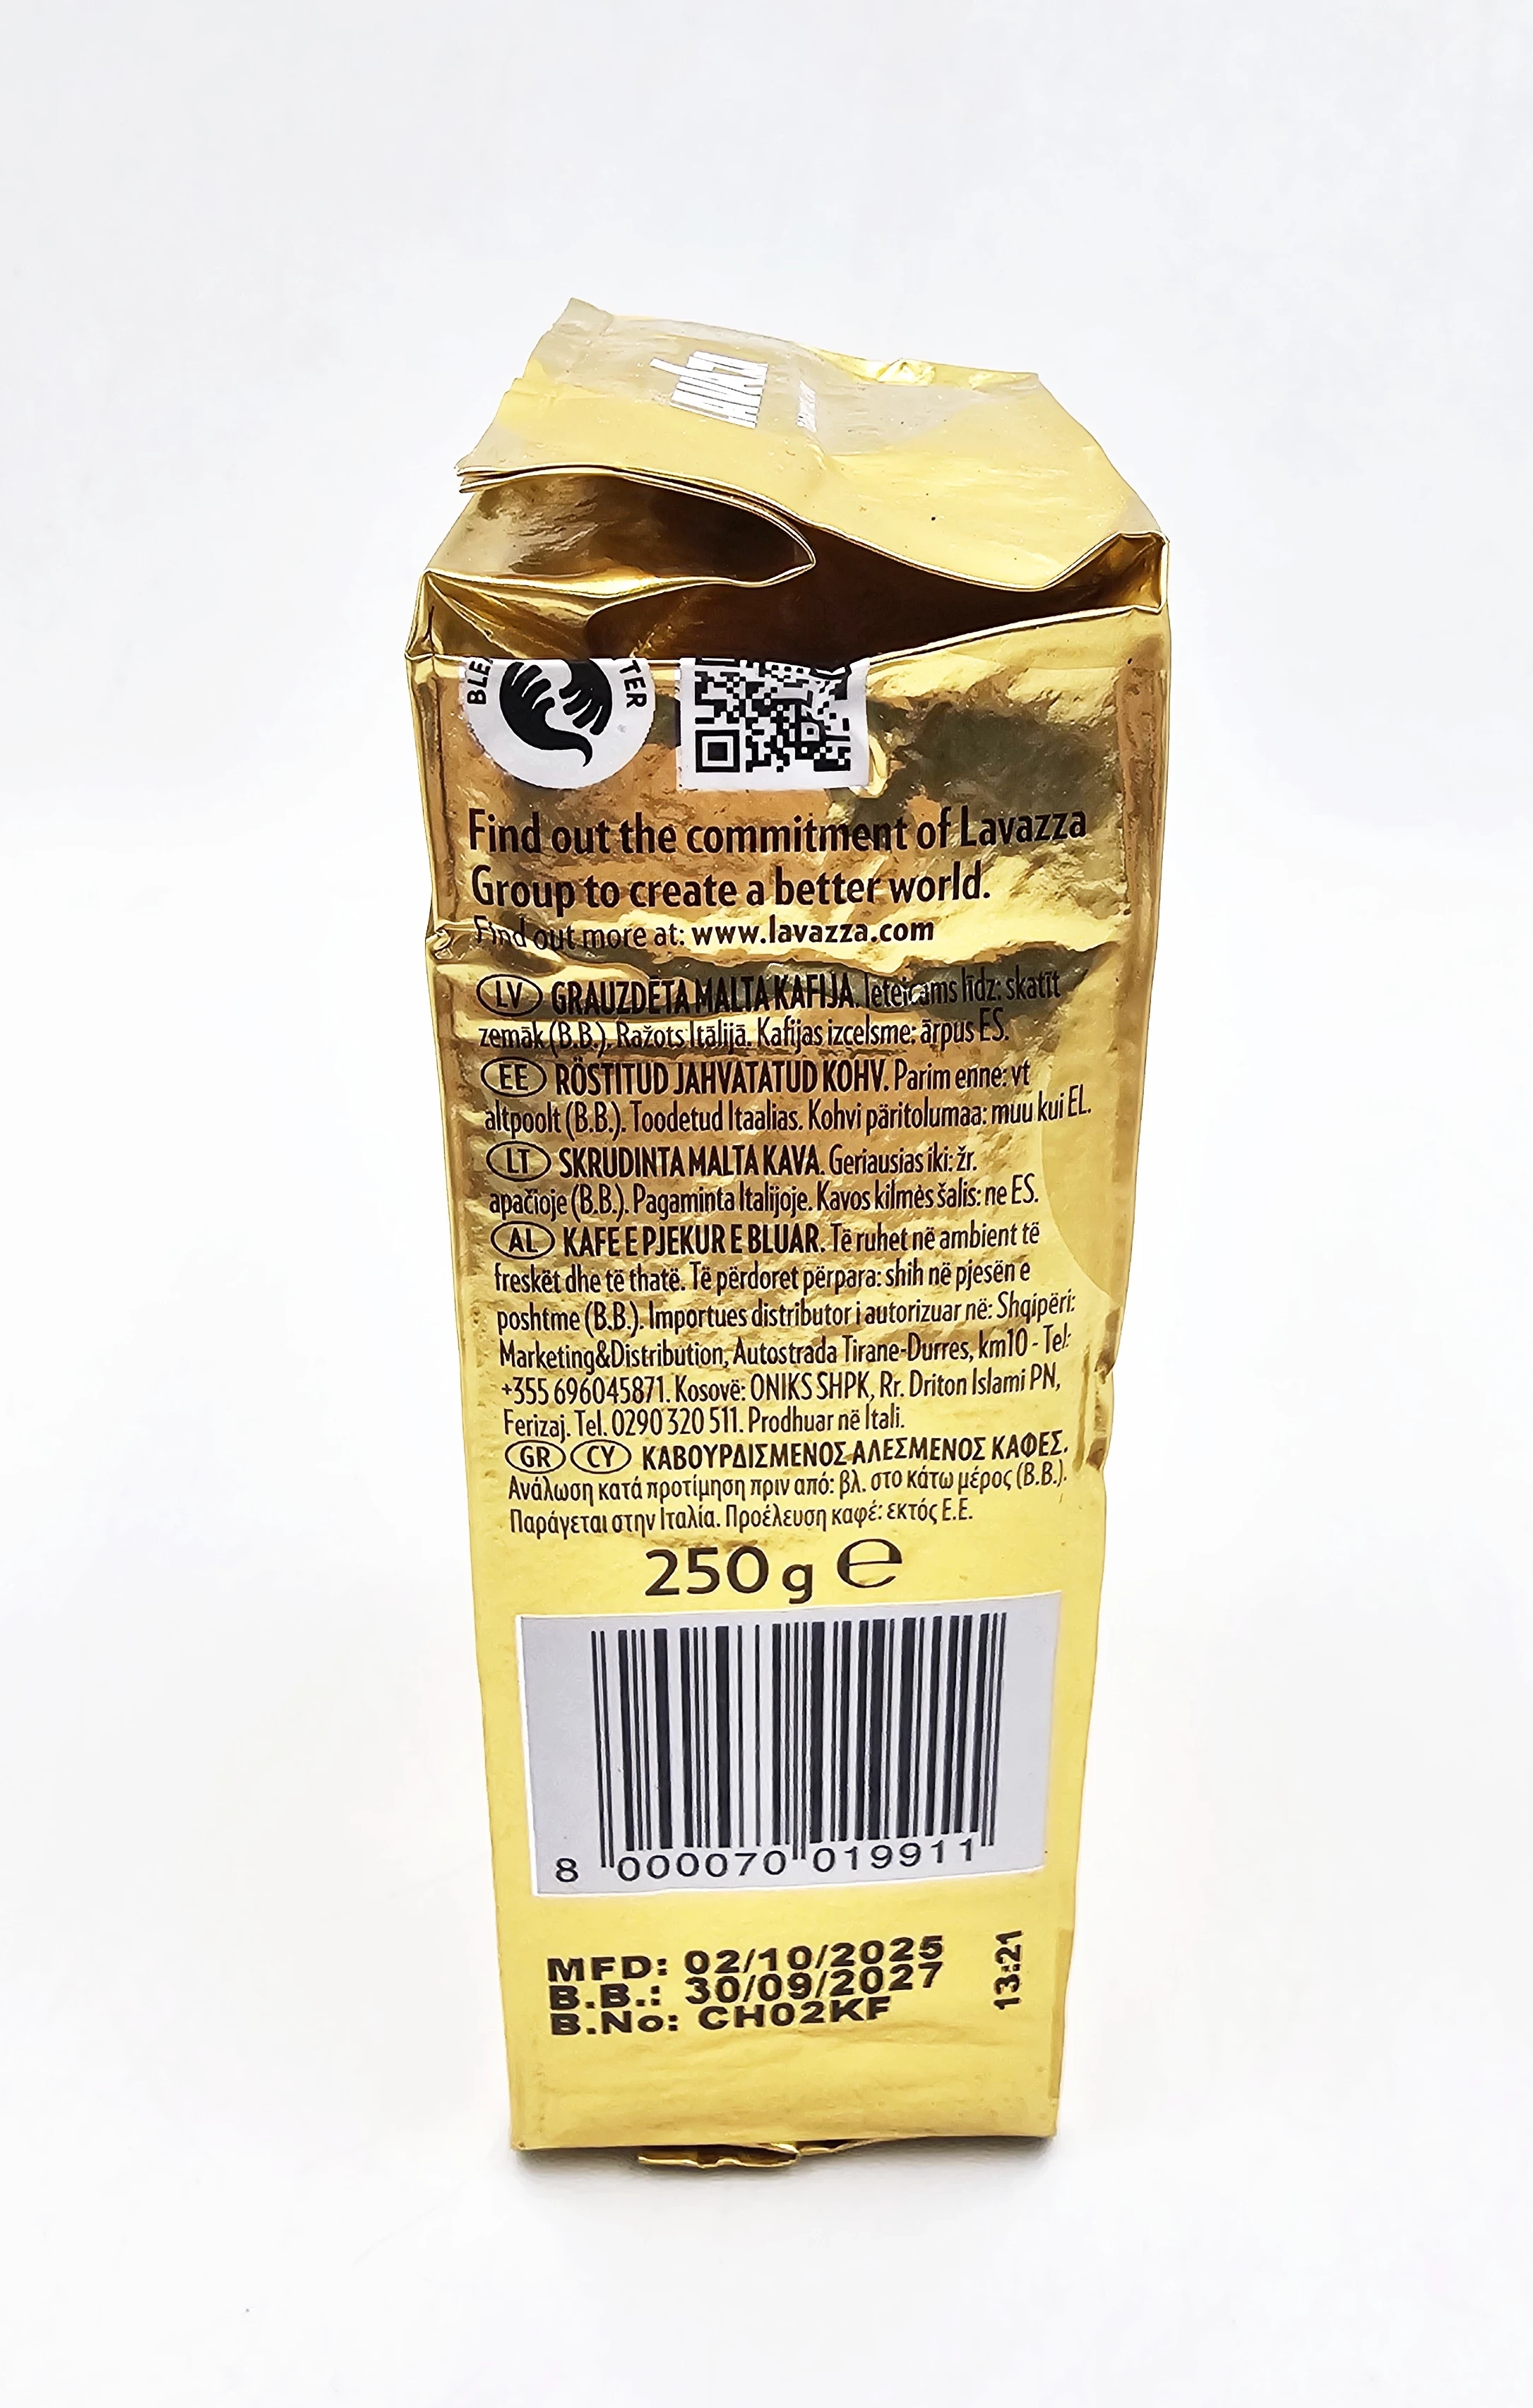 BLE TER
Find out the commitment of Lavazza
Group to create a better world.
Find out more at: www.lavazza.com
LV GRAUZDĒTA MALTA KAFIJA. Ieteicams līdz: skatīt
zemāk (B.B.). Ražots Itālijā. Kafijas izcelsme: ārpus ES.
EE RÖSTITUD JAHVATATUD KOHV. Parim enne: vt
altpoolt (B.B.). Toodetud Itaalias. Kohvi päritolumaa: muu kui EL.
LT SKRUDINTA MALTA KAVA. Geriausias iki: žr.
apačioje (B.B.). Pagaminta Italijoje. Kavos kilmės šalis: ne ES.
AL KAFE E PJEKUR E BLUAR. Të ruhet në ambient të
freskët dhe të thatë. Të përdoret përpara: shih në pjesën e
poshtme (B.B.). Importues distributor i autorizuar në: Shqipëri:
Marketing&Distribution, Autostrada Tirane-Durres, km10 - Tel:
+355 696045871. Kosovë: ONIKS SHPK, Rr. Driton Islami PN,
Ferizaj. Tel. 0290 320 511. Prodhuar në Itali.
GR CY ΚΑΒΟΥΡΔΙΣΜΕΝΟΣ ΑΛΕΣΜΕΝΟΣ ΚΑΦΕΣ.
Ανάλωση κατά προτίμηση πριν από: βλ. στο κάτω μέρος (B.B.).
Παράγεται στην Ιταλία. Προέλευση καφέ: εκτός Ε.Ε.
250 g ℮
8 000070 019911
MFD: 02/10/2025
B.B.: 30/09/2027
B.No: CH02KF
13:21